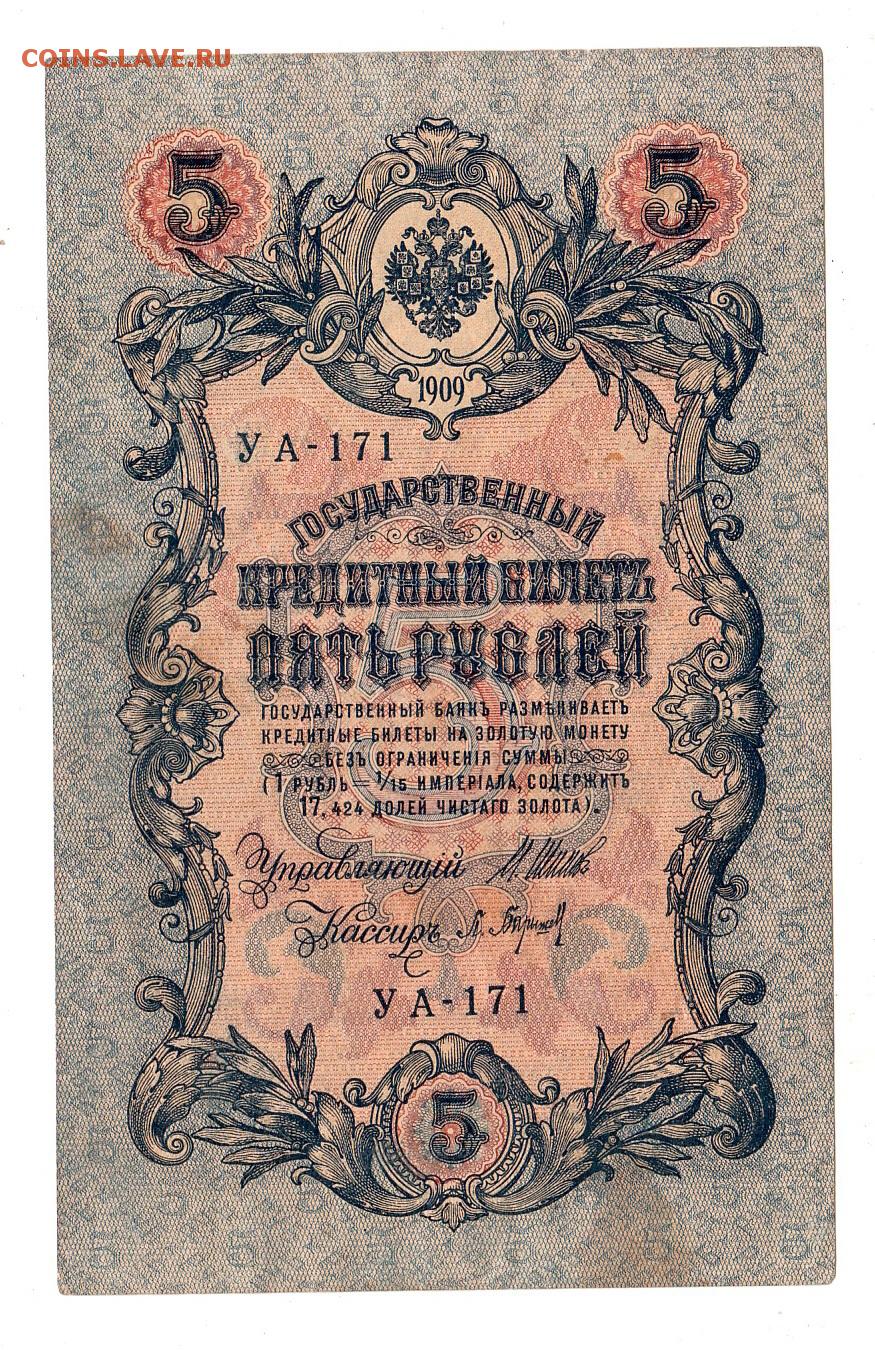 COINS.LAVE.RU
5 5
1909
УА-171
ГОСУДАРСТВЕННЫЙ
КРЕДИТНЫЙ БИЛЕТЪ
ПЯТЬ РУБЛЕЙ
ГОСУДАРСТВЕННЫЙ БАНКЪ РАЗМѢНИВАЕТЪ
КРЕДИТНЫЕ БИЛЕТЫ НА ЗОЛОТУЮ МОНЕТУ
БЕЗЪ ОГРАНИЧЕНІЯ СУММЫ
(1 РУБЛЬ — 1/15 ИМПЕРІАЛА, СОДЕРЖИТЪ
17,424 ДОЛЕЙ ЧИСТАГО ЗОЛОТА).
Управляющій И. Шипов
Кассиръ
УА-171
5